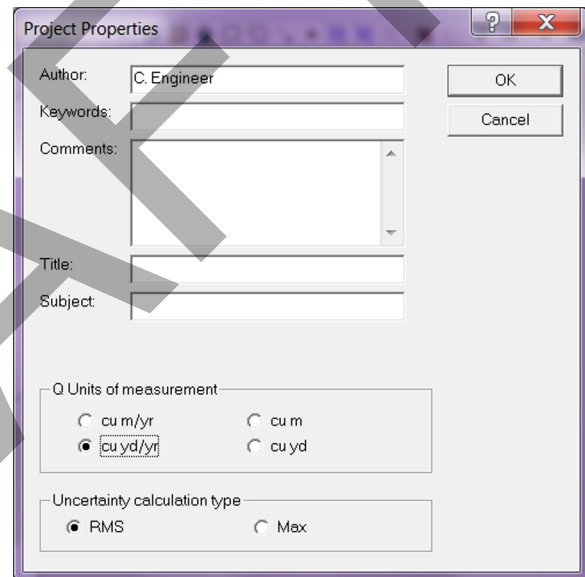 Project Properties
? X
Author: C. Engineer OK
Keywords: Cancel
Comments:
Title:
Subject:
Q Units of measurement
cu m/yr cu m
cu yd/yr cu yd
Uncertainty calculation type
RMS Max